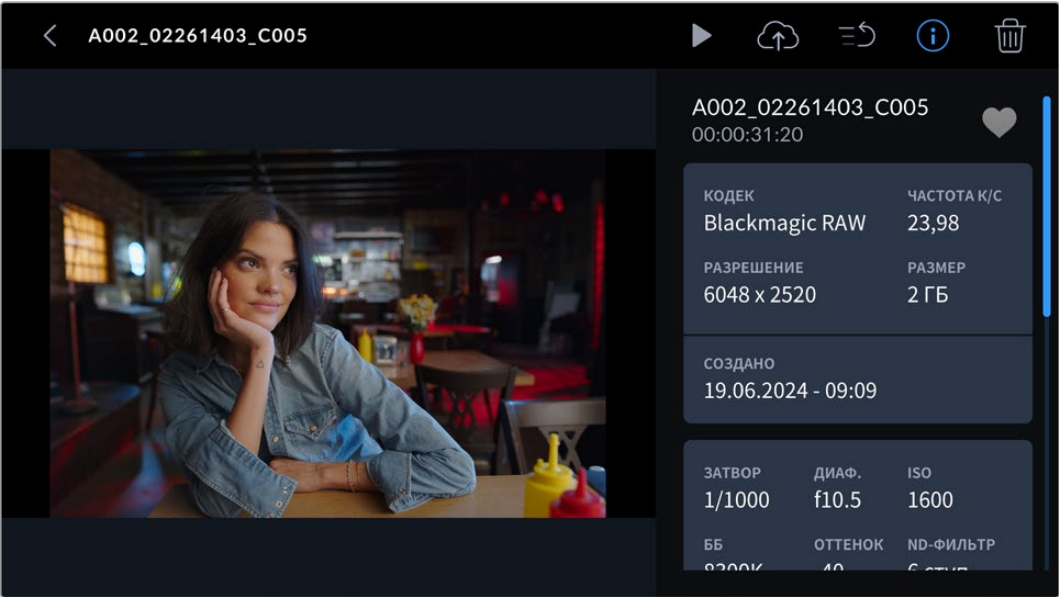 A002_02261403_C005
A002_02261403_C005
00:00:31:20
КОДЕК ЧАСТОТА К/С
Blackmagic RAW 23,98
РАЗРЕШЕНИЕ РАЗМЕР
6048 x 2520 2 ГБ
СОЗДАНО
19.06.2024 - 09:09
ЗАТВОР ДИАФ. ISO
1/1000 f10.5 1600
ББ ОТТЕНОК ND-ФИЛЬТР